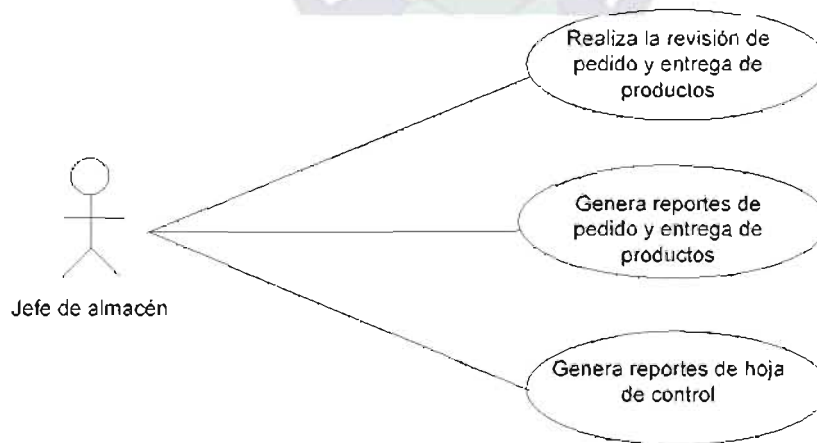 Realiza la revisión de
pedido y entrega de
productos
Genera reportes de
pedido y entrega de
productos
Jefe de almacén
Genera reportes de hoja
de control